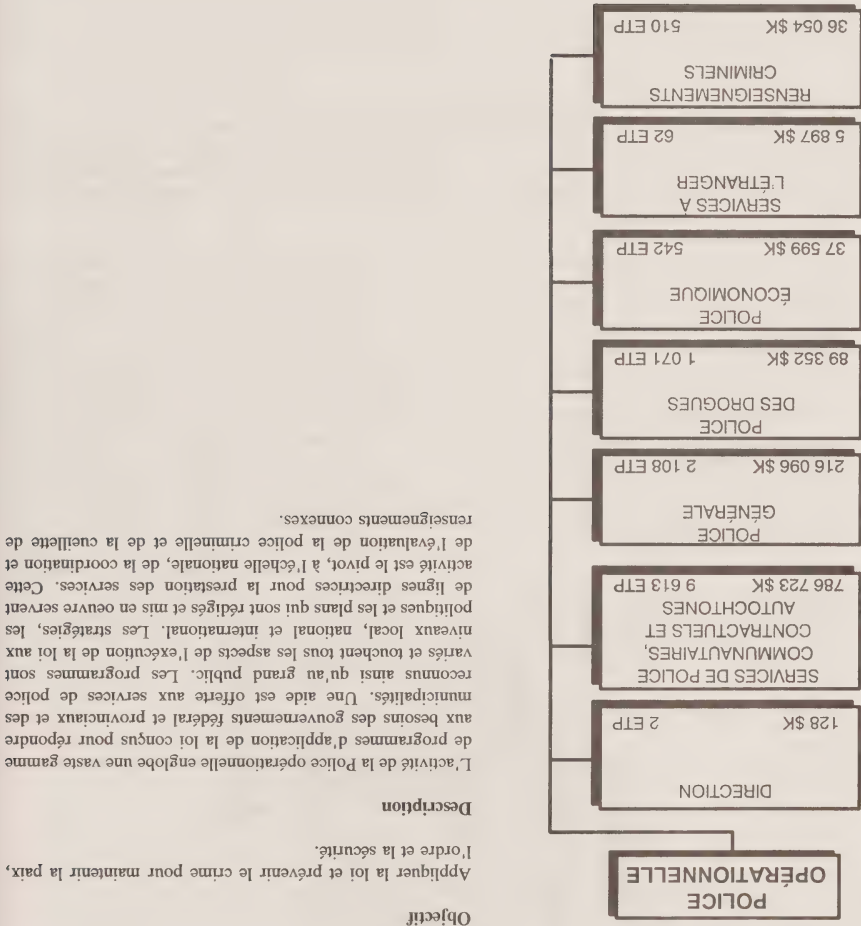 POLICE
OPÉRATIONNELLE
DIRECTION
128 $K 2 ETP
SERVICES DE POLICE
COMMUNAUTAIRES,
CONTRACTUELS ET
AUTOCHTONES
786 723 $K 9 613 ETP
POLICE
GÉNÉRALE
216 096 $K 2 108 ETP
POLICE
DES DROGUES
89 352 $K 1 071 ETP
POLICE
ÉCONOMIQUE
37 599 $K 542 ETP
SERVICES À
L'ÉTRANGER
5 897 $K 62 ETP
RENSEIGNEMENTS
CRIMINELS
36 054 $K 510 ETP
Objectif
Appliquer la loi et prévenir le crime pour maintenir la paix,
l'ordre et la sécurité.
Description
L'activité de la Police opérationnelle englobe une vaste gamme
de programmes d'application de la loi conçus pour répondre
aux besoins des gouvernements fédéral et provinciaux et des
municipalités. Une aide est offerte aux services de police
reconnus ainsi qu'au grand public. Les programmes sont
variés et touchent tous les aspects de l'exécution de la loi aux
niveaux local, national et international. Les stratégies, les
politiques et les plans qui sont rédigés et mis en oeuvre servent
de lignes directrices pour la prestation des services. Cette
activité est le pivot, à l'échelle nationale, de la coordination et
de l'évaluation de la police criminelle et de la cueillette de
renseignements connexes.